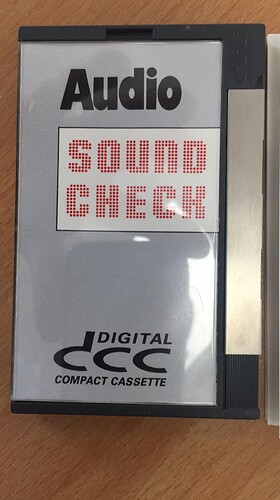 Audio
SOUND
CHECK
DIGITAL
dcc
COMPACT CASSETTE